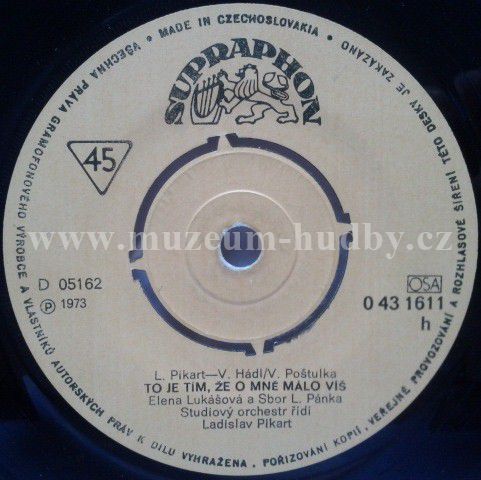 MADE IN CZECHOSLOVAKIA • VŠECHNA PRÁVA GRAMOFONOVÉHO VÝROBCE A VLASTNÍKŮ AUTORSKÝCH PRÁV K DÍLU VYHRAŽENA. POŘIZOVÁNÍ KOPIÍ, VEŘEJNÉ PROVOZOVÁNÍ A ROZHLASOVÉ ŠÍŘENÍ TÉTO DESKY JE ZAKÁZÁNO •
SUPRAPHON
45
www.muzeum-hudby.cz
D 05162
OSA
Ⓟ 1973
0 43 1611
h
L. Pikart—V. Hádl/V. Poštulka
TO JE TÍM, ŽE O MNĚ MÁLO VÍŠ
Elena Lukášová a Sbor L. Pánka
Studiový orchestr řídí
Ladislav Pikart